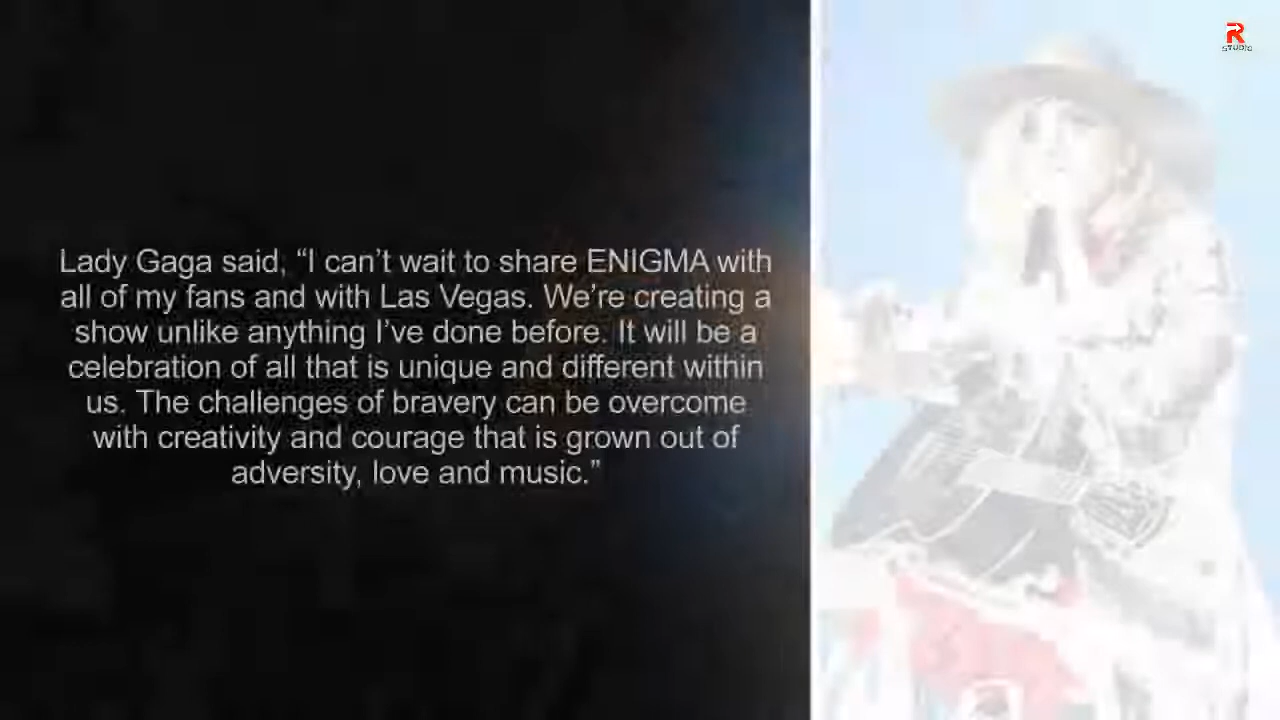 R
STUDIO
Lady Gaga said, “I can’t wait to share ENIGMA with
all of my fans and with Las Vegas. We’re creating a
show unlike anything I’ve done before. It will be a
celebration of all that is unique and different within
us. The challenges of bravery can be overcome
with creativity and courage that is grown out of
adversity, love and music.”